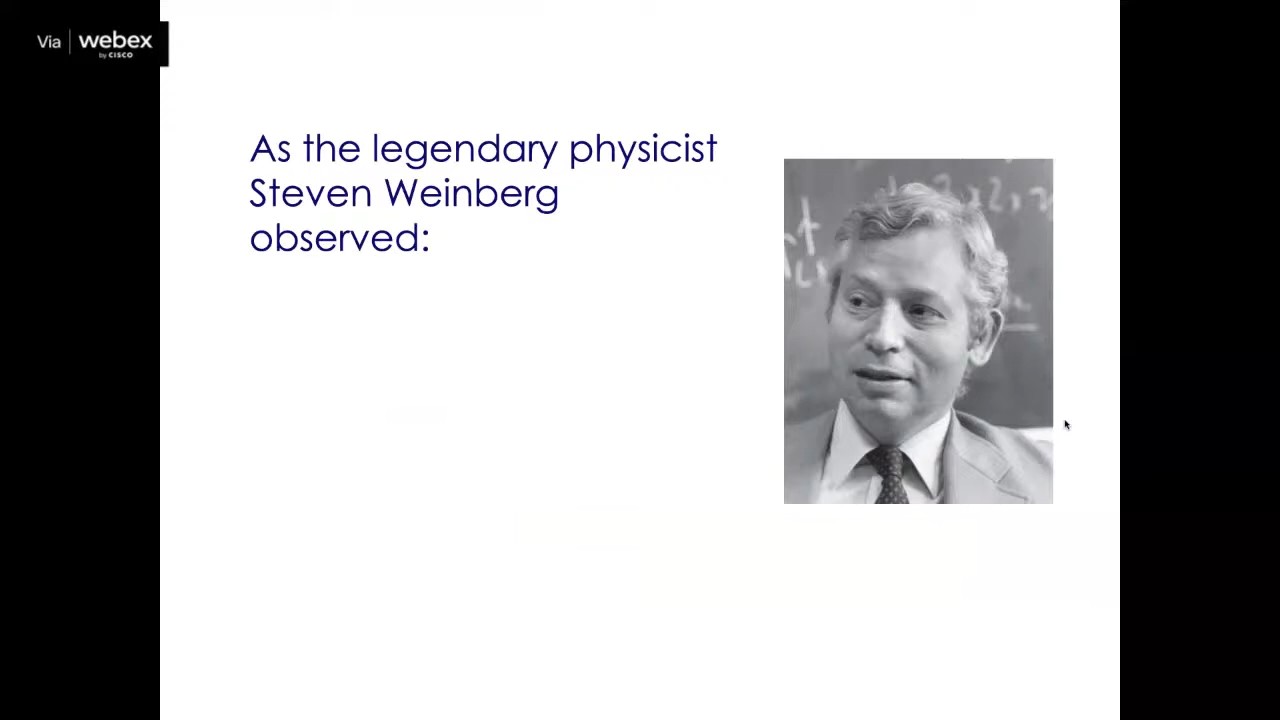 Via webex
by CISCO
As the legendary physicist
Steven Weinberg
observed: